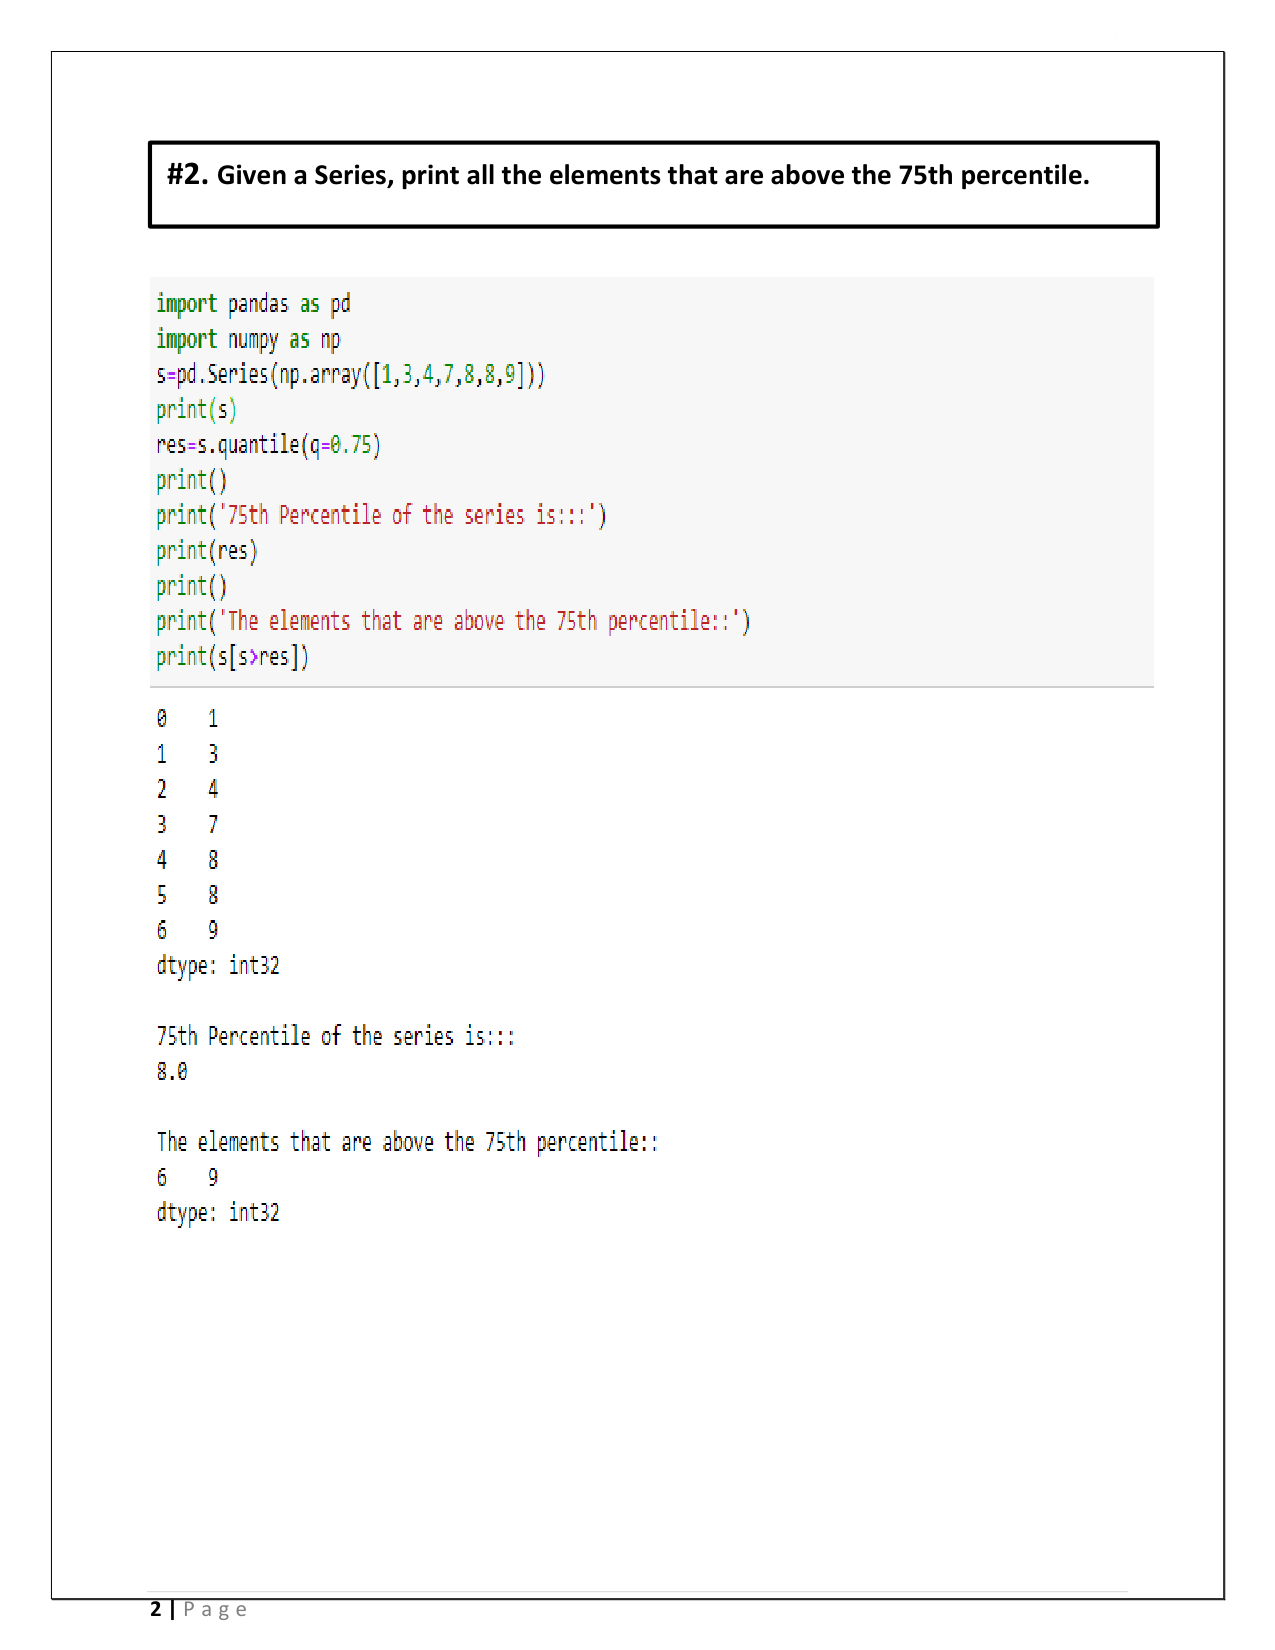 #2. Given a Series, print all the elements that are above the 75th percentile.
import pandas as pd
import numpy as np
s=pd.Series(np.array([1,3,4,7,8,8,9]))
print(s)
res=s.quantile(q=0.75)
print()
print('75th Percentile of the series is:::')
print(res)
print()
print('The elements that are above the 75th percentile::')
print(s[s>res])
0    1
1    3
2    4
3    7
4    8
5    8
6    9
dtype: int32
75th Percentile of the series is:::
8.0
The elements that are above the 75th percentile::
6    9
dtype: int32
2 | Page